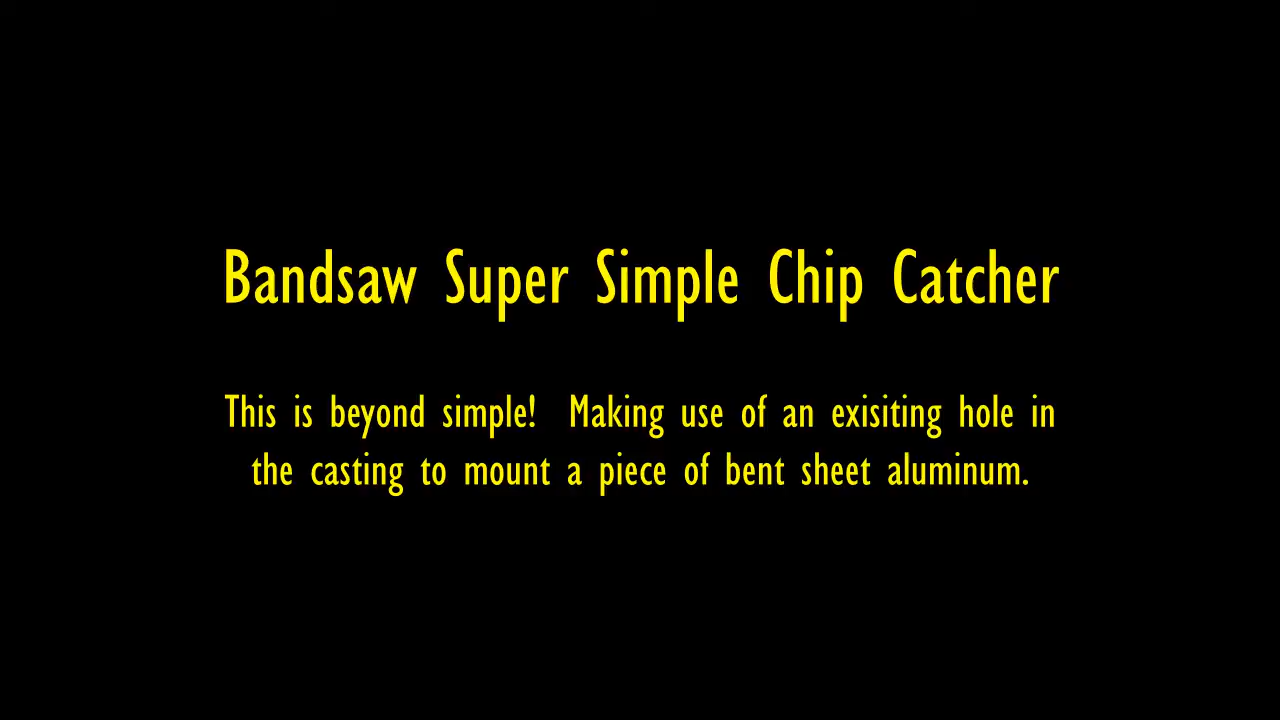 Bandsaw Super Simple Chip Catcher
This is beyond simple! Making use of an exisiting hole in
the casting to mount a piece of bent sheet aluminum.